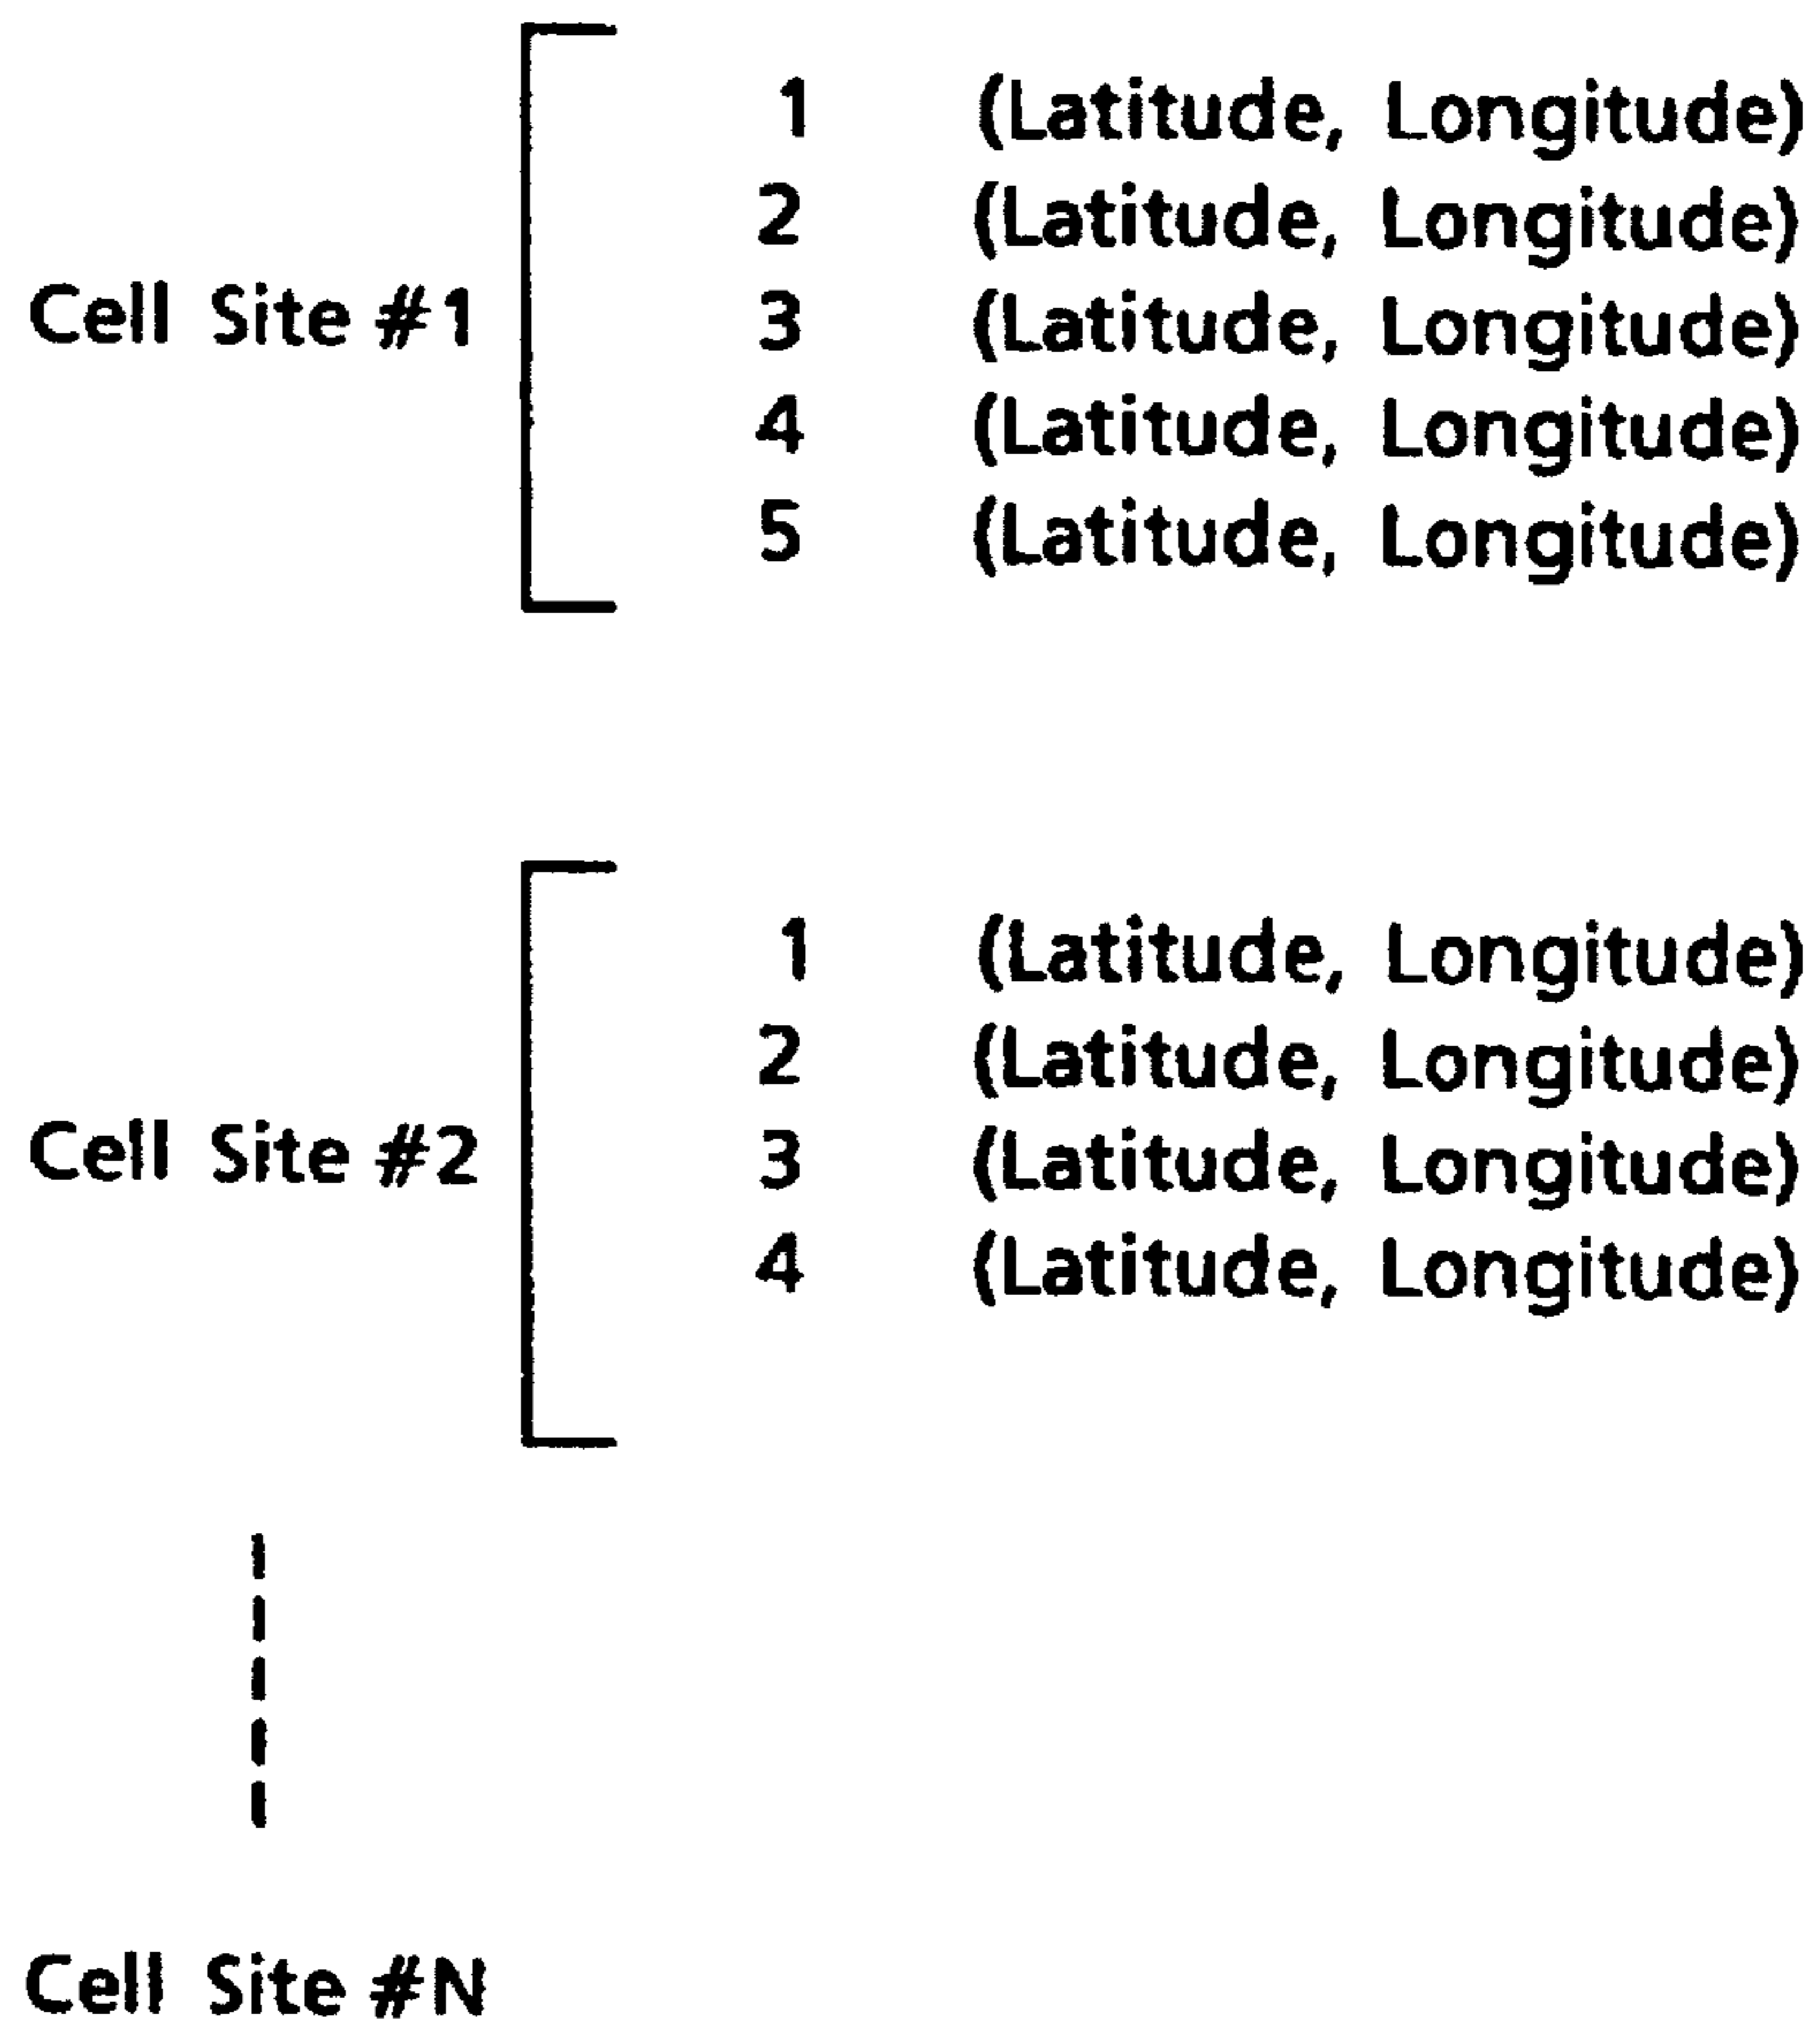 1 (Latitude, Longitude)
2 (Latitude, Longitude)
Cell Site #1
3 (Latitude, Longitude)
4 (Latitude, Longitude)
5 (Latitude, Longitude)
1 (Latitude, Longitude)
2 (Latitude, Longitude)
Cell Site #2
3 (Latitude, Longitude)
4 (Latitude, Longitude)
Cell Site #N